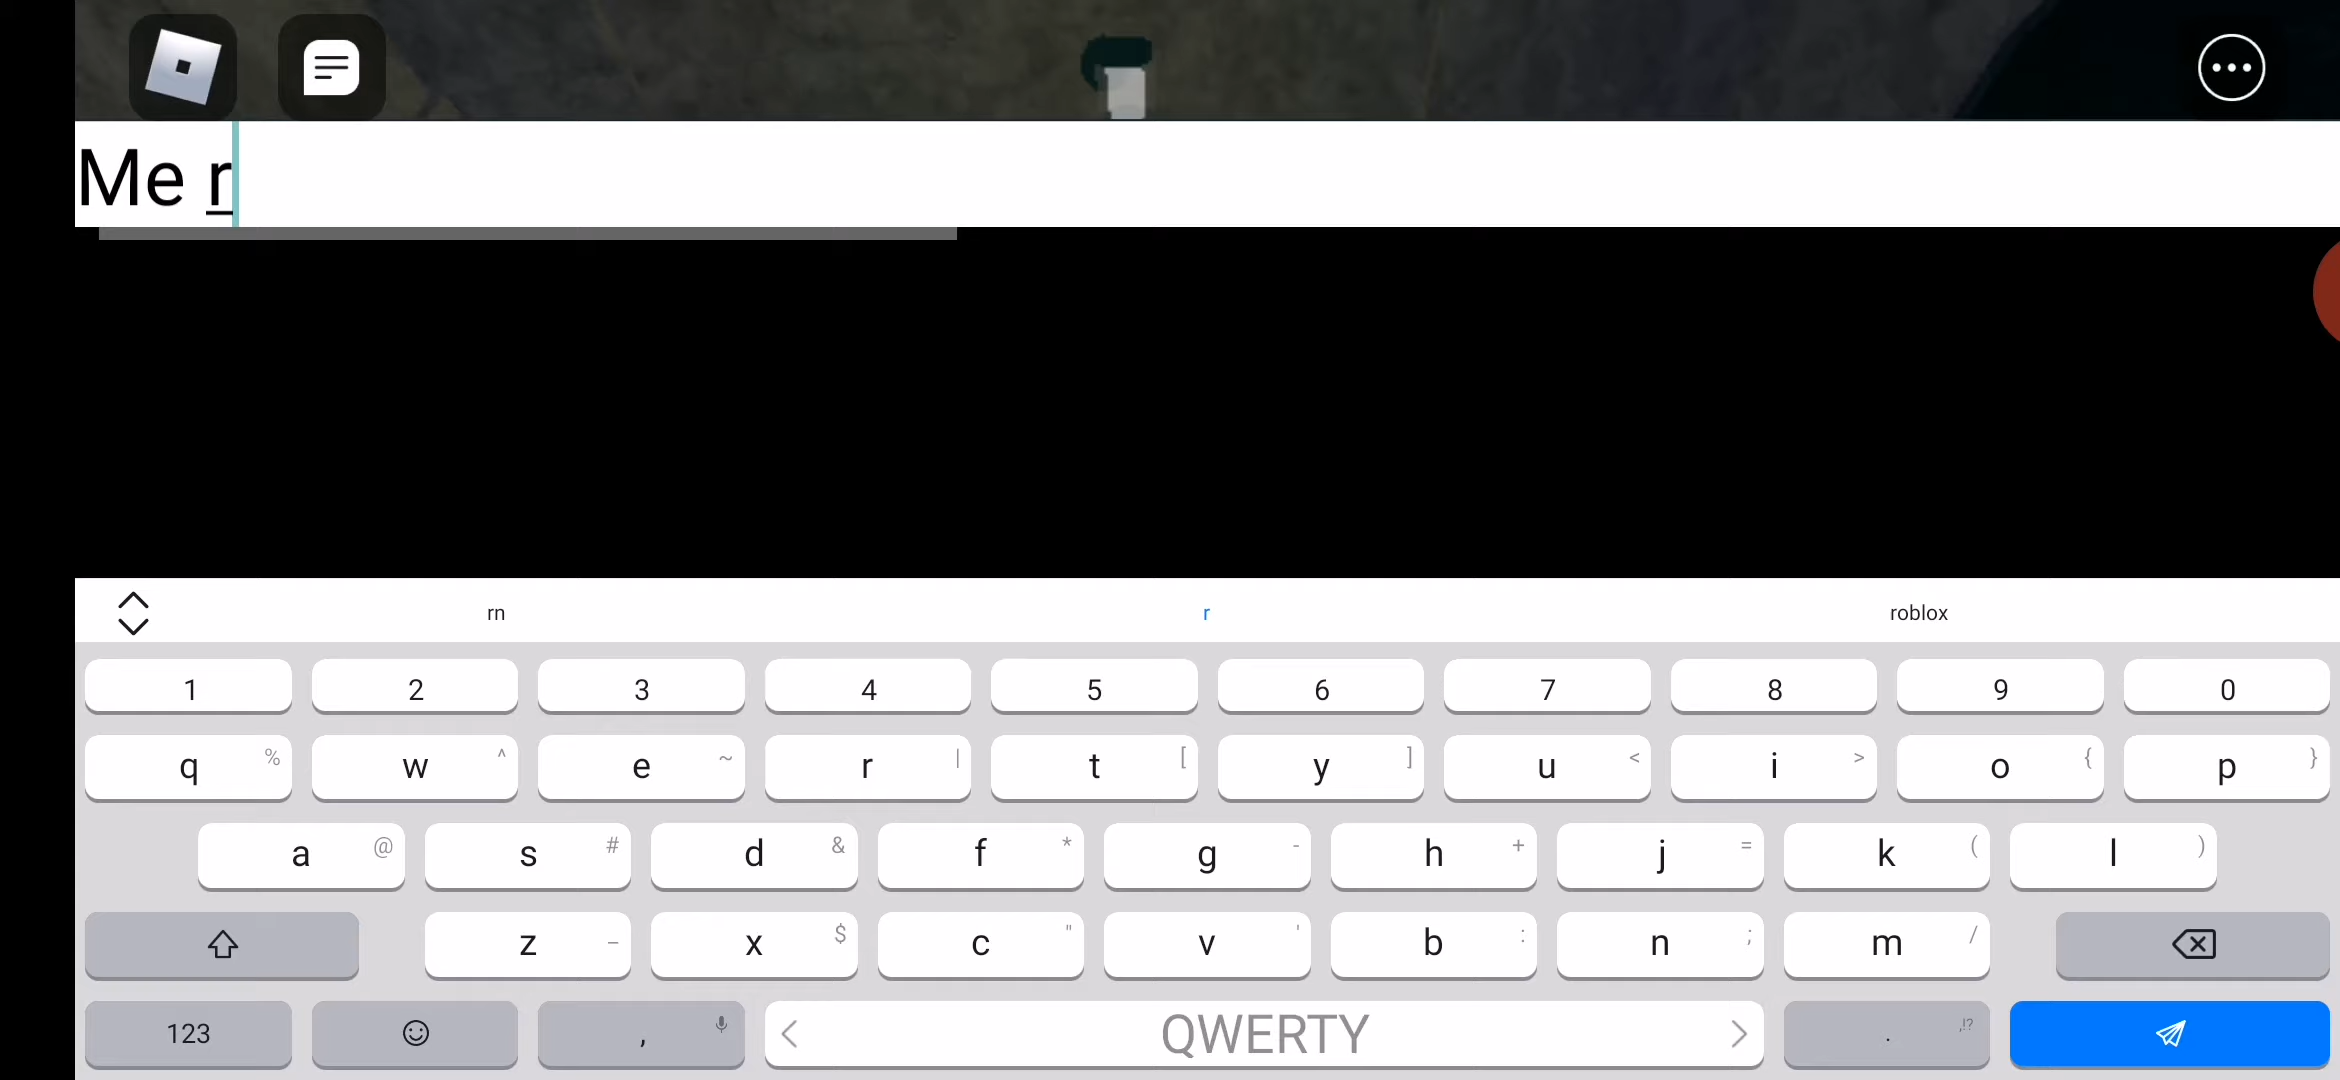 Me r
rn r roblox
1 2 3 4 5 6 7 8 9 0
q % w ^ e ~ r | t [ y ] u < i > o { p }
a @ s # d & f * g - h + j = k ( l )
z _ x $ c " v ' b : n ; m /
123 , < QWERTY > . ,!?